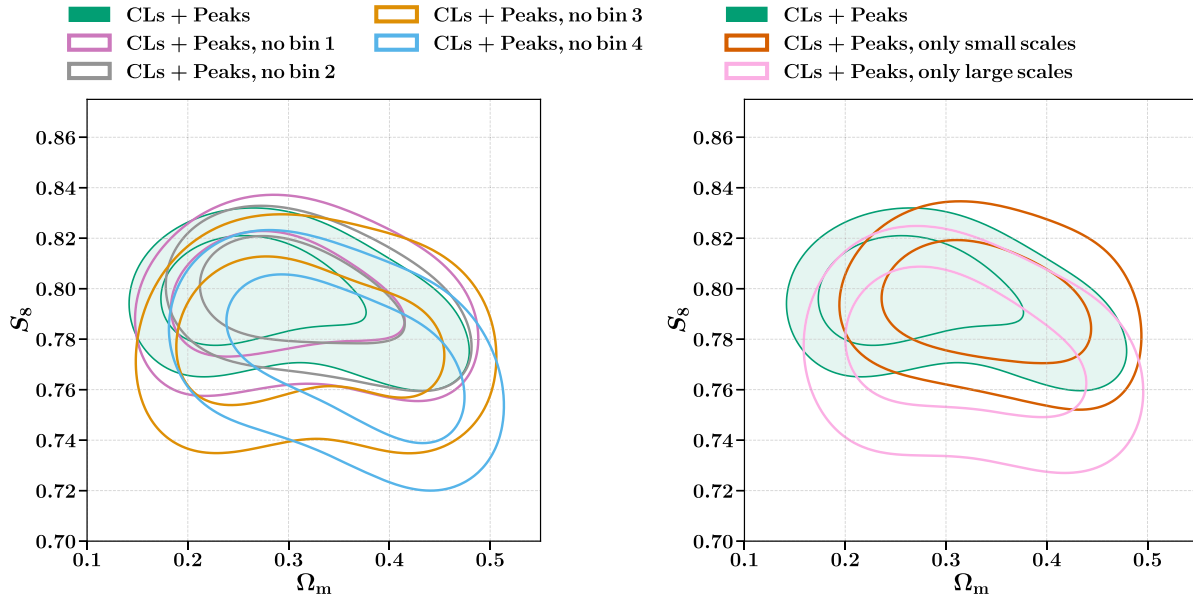 CLs + Peaks
CLs + Peaks, no bin 1
CLs + Peaks, no bin 2
CLs + Peaks, no bin 3
CLs + Peaks, no bin 4
0.86
0.84
0.82
0.80
0.78
0.76
0.74
0.72
0.70
S₈
0.1 0.2 0.3 0.4 0.5
Ωₘ
CLs + Peaks
CLs + Peaks, only small scales
CLs + Peaks, only large scales
0.86
0.84
0.82
0.80
0.78
0.76
0.74
0.72
0.70
S₈
0.1 0.2 0.3 0.4 0.5
Ωₘ